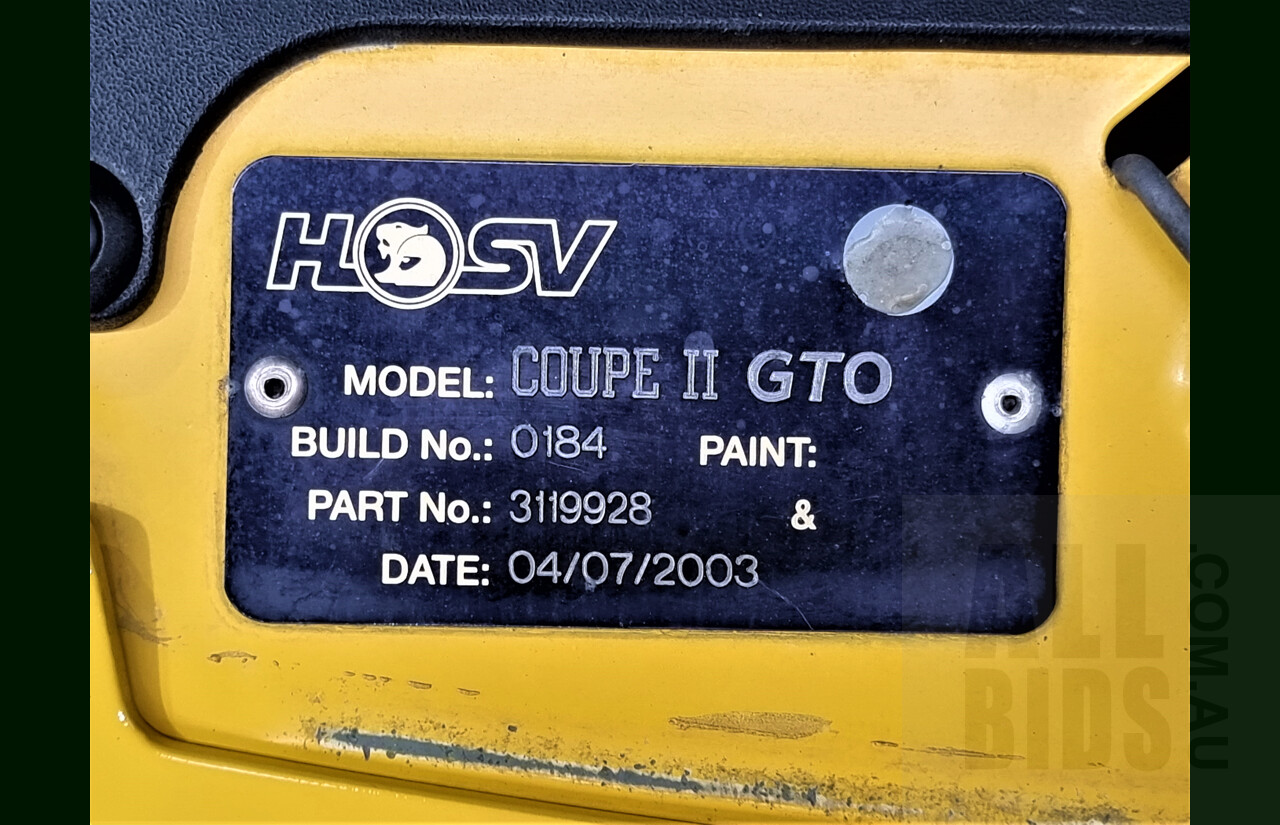 HSV
MODEL: COUPE II GTO
BUILD No.: 0184 PAINT:
PART No.: 3119928 &
DATE: 04/07/2003
ALL
BIDS
.COM.AU